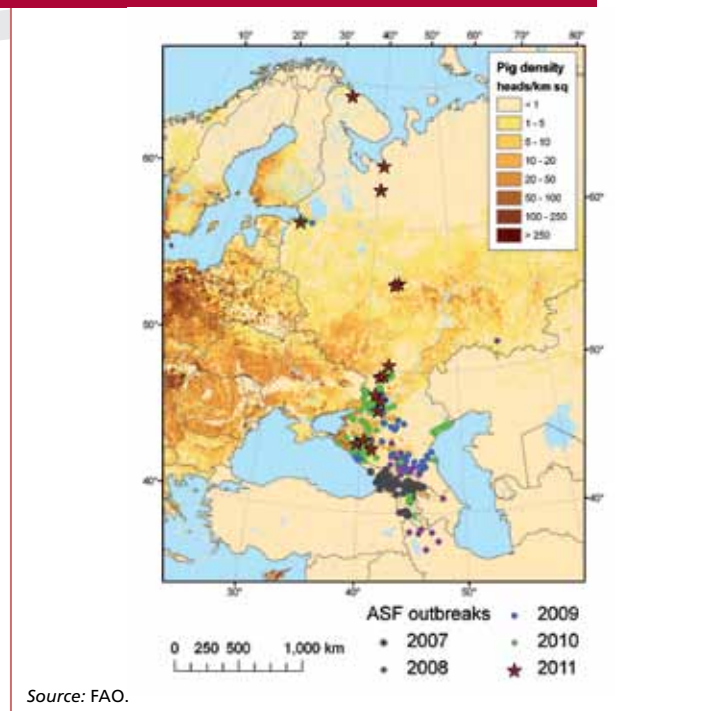 10° 20° 30° 40° 50° 60° 70° 80°
Pig density
heads/km sq
< 1
1 - 5
5 - 10
10 - 20
20 - 50
50 - 100
100 - 250
> 250
60°
60°
50°
50°
40°
40°
30° 40° 50°
ASF outbreaks
2007
2008
2009
2010
2011
0 250 500 1,000 km
Source: FAO.